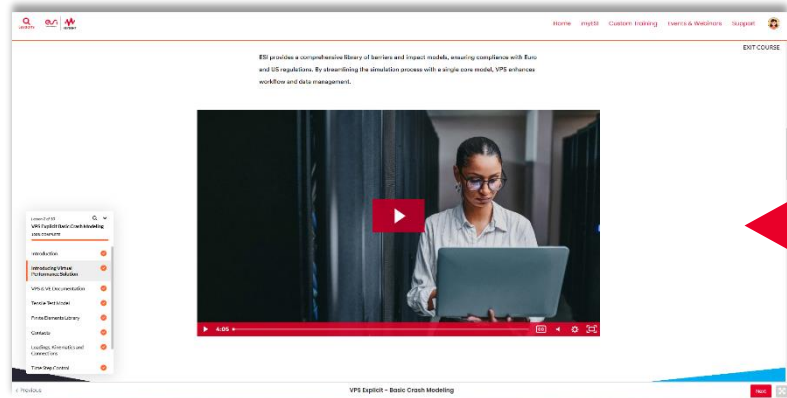 esi
Home myESI Custom Training Events & Webinars Support
EXIT COURSE
ESI provides a comprehensive library of barriers and impact models, ensuring compliance with Euro
and US regulations. By streamlining the simulation process with a single core model, VPS enhances
workflow and data management.
VPS Explicit Basic Crash Modeling
100% COMPLETE
Introduction
Introducing Virtual
Performance Solution
VPS & VE Documentation
Tensile Test Model
Finite Elements Library
Contacts
Loadings, Kinematics and
Connections
Time Step Control
4:05
< Previous
VPS Explicit – Basic Crash Modeling
Next